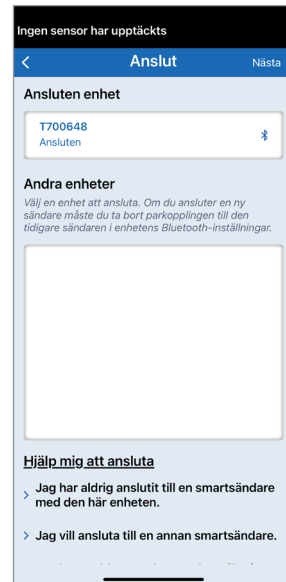 Ingen sensor har upptäckts
Anslut
Nästa
Ansluten enhet
T700648
Ansluten
Andra enheter
Välj en enhet att ansluta. Om du ansluter en ny
sändare måste du ta bort parkopplingen till den
tidigare sändaren i enhetens Bluetooth-inställningar.
Hjälp mig att ansluta
Jag har aldrig anslutit till en smartsändare
med den här enheten.
Jag vill ansluta till en annan smartsändare.